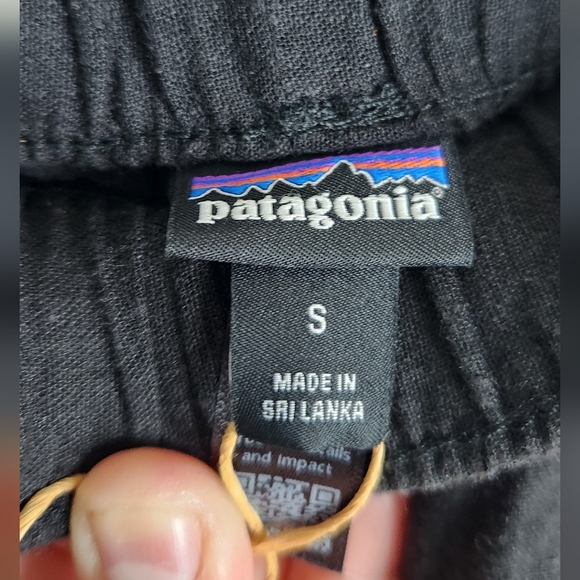 patagonia
S
MADE IN
SRI LANKA
and impact